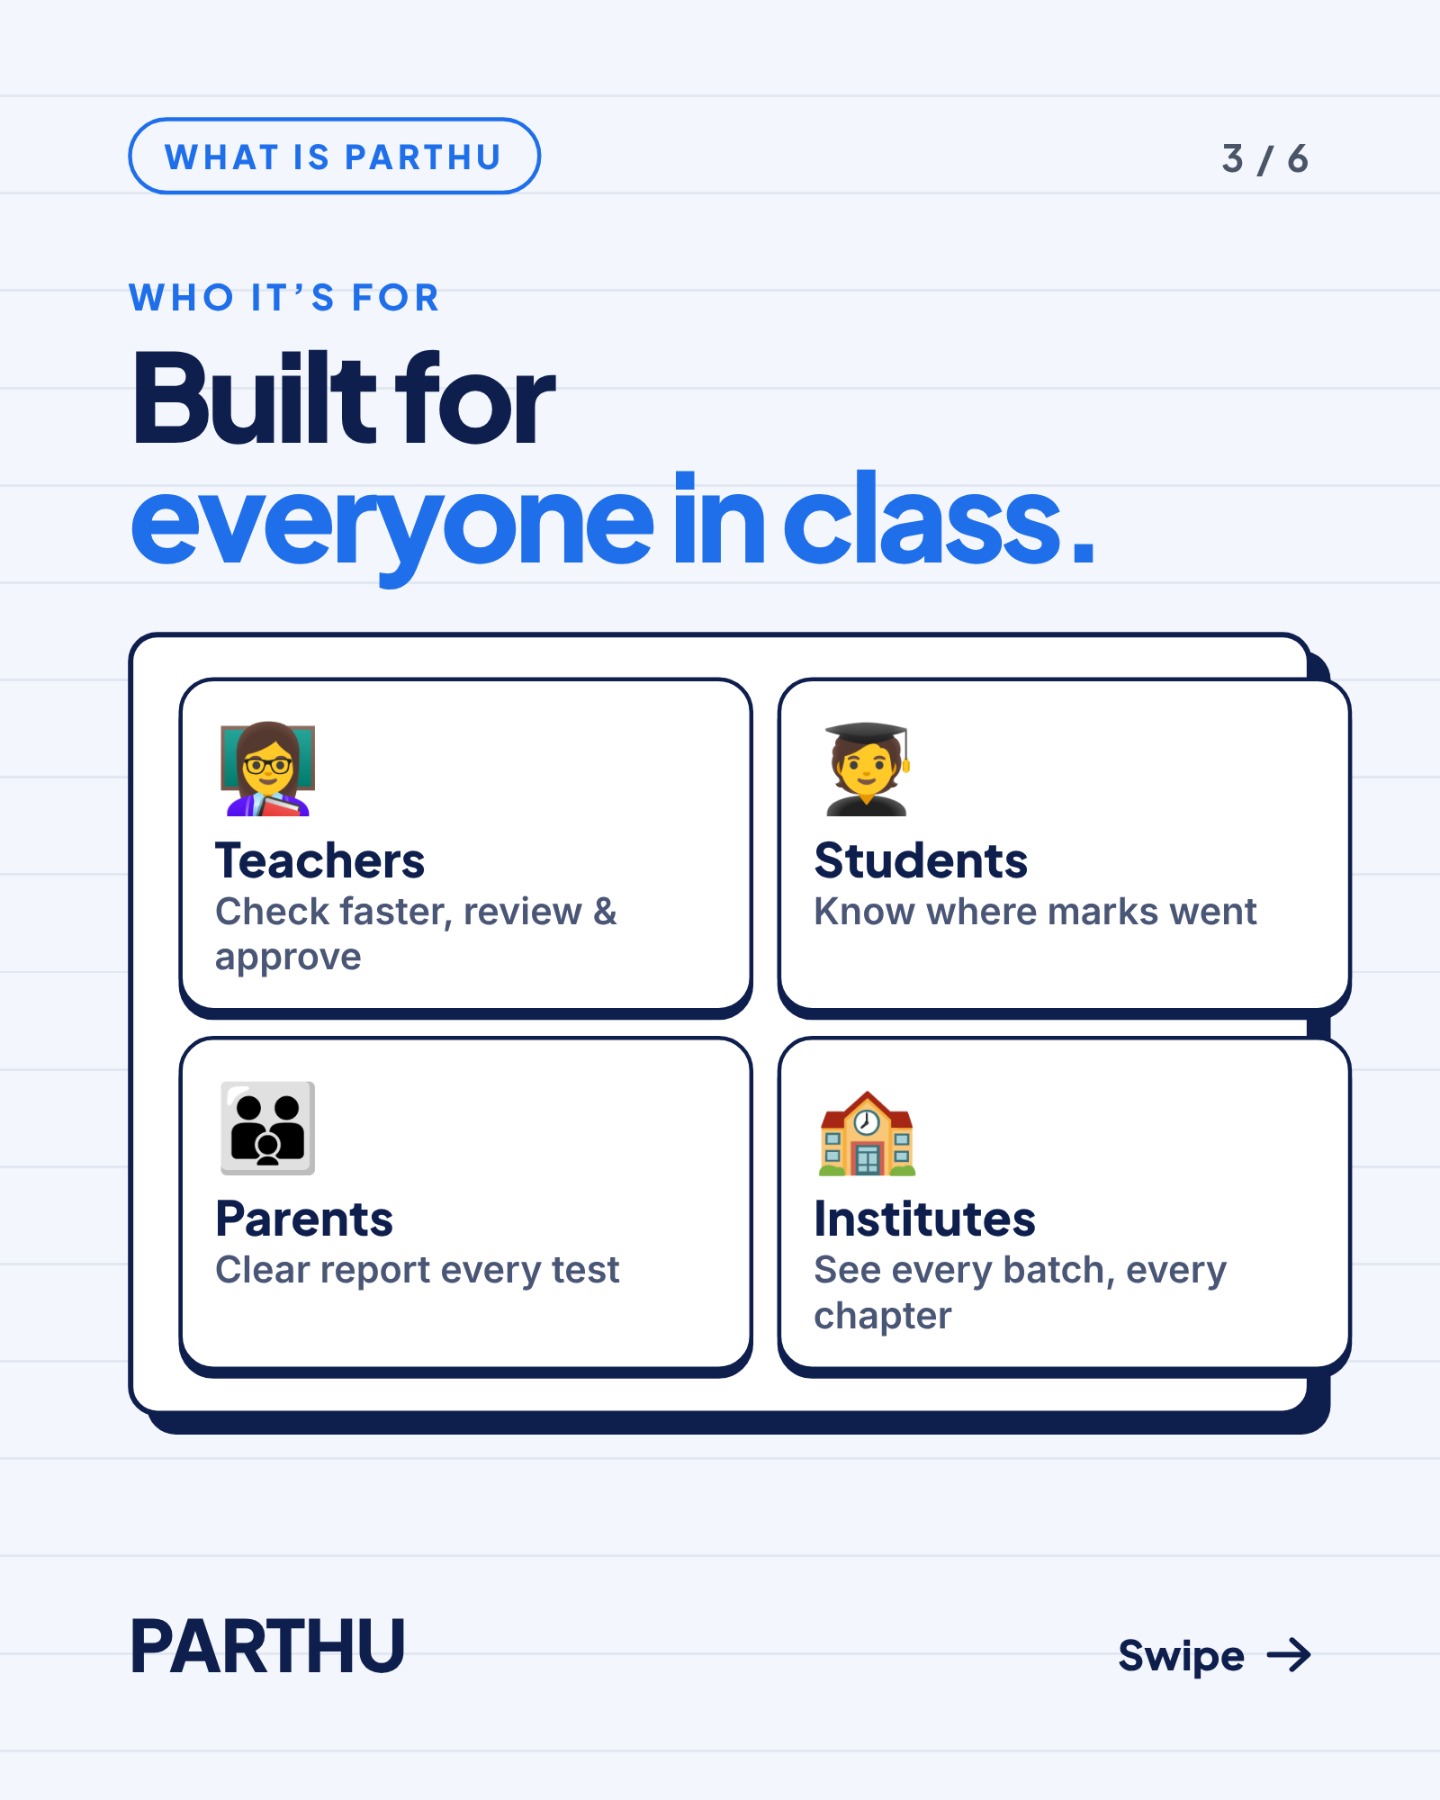 WHAT IS PARTHU
3 / 6
WHO IT’S FOR
Built for
everyone in class.
Teachers
Check faster, review &
approve
Students
Know where marks went
Parents
Clear report every test
Institutes
See every batch, every
chapter
PARTHU
Swipe →